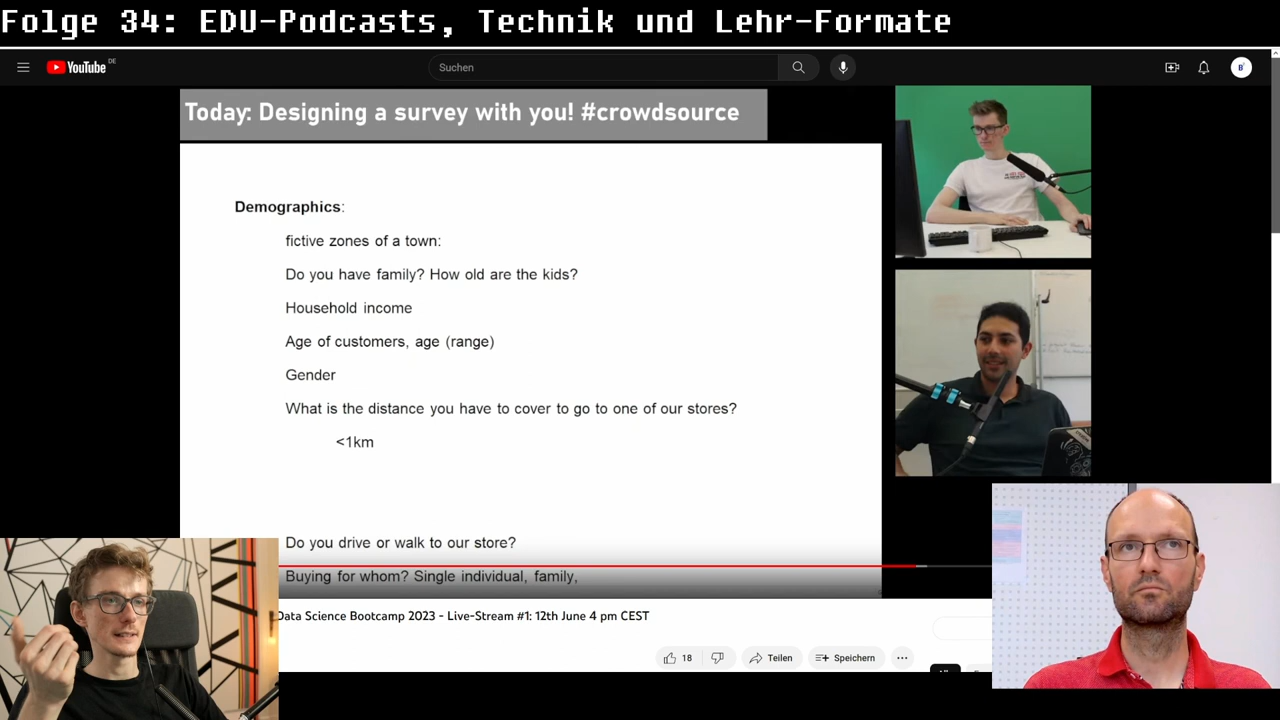 Folge 34: EDU-Podcasts, Technik und Lehr-Formate
YouTube DE
Suchen
B
Today: Designing a survey with you! #crowdsource
Demographics:
fictive zones of a town:
Do you have family? How old are the kids?
Household income
Age of customers, age (range)
Gender
What is the distance you have to cover to go to one of our stores?
<1km
Do you drive or walk to our store?
Buying for whom? Single individual, family,
Data Science Bootcamp 2023 - Live-Stream #1: 12th June 4 pm CEST
18
Teilen
Speichern